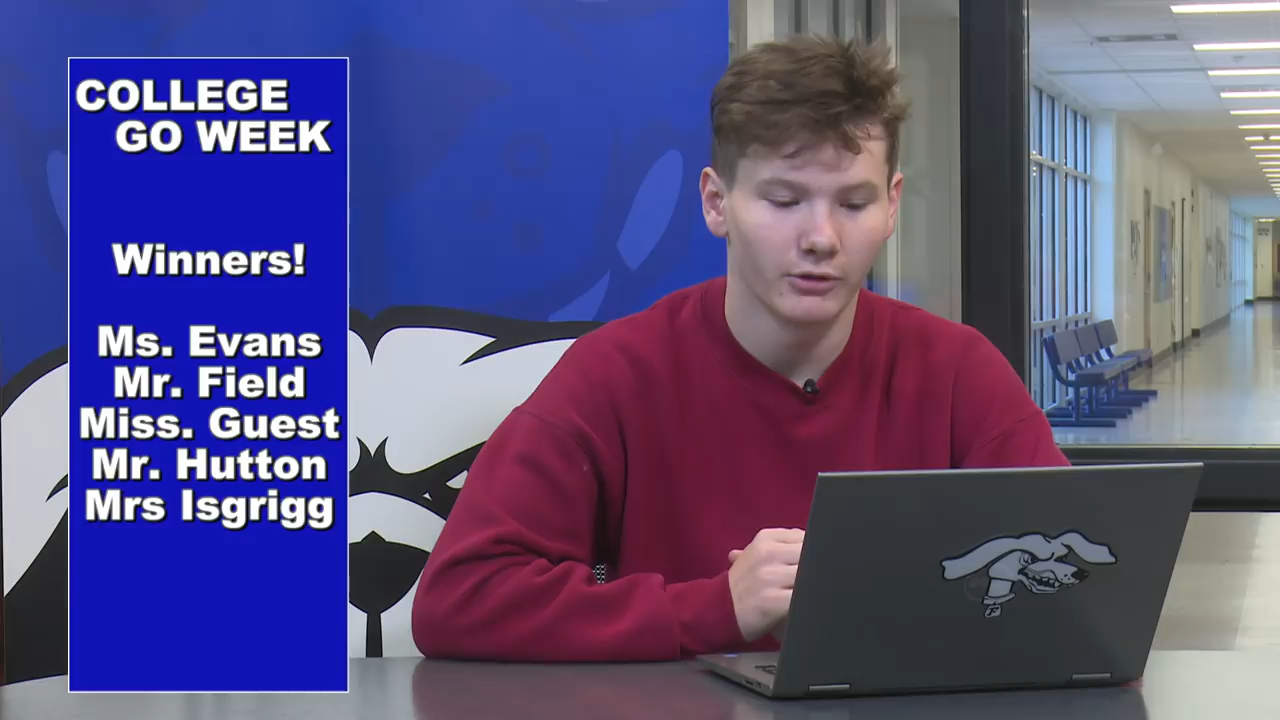 COLLEGE
GO WEEK
Winners!
Ms. Evans
Mr. Field
Miss. Guest
Mr. Hutton
Mrs Isgrigg
F